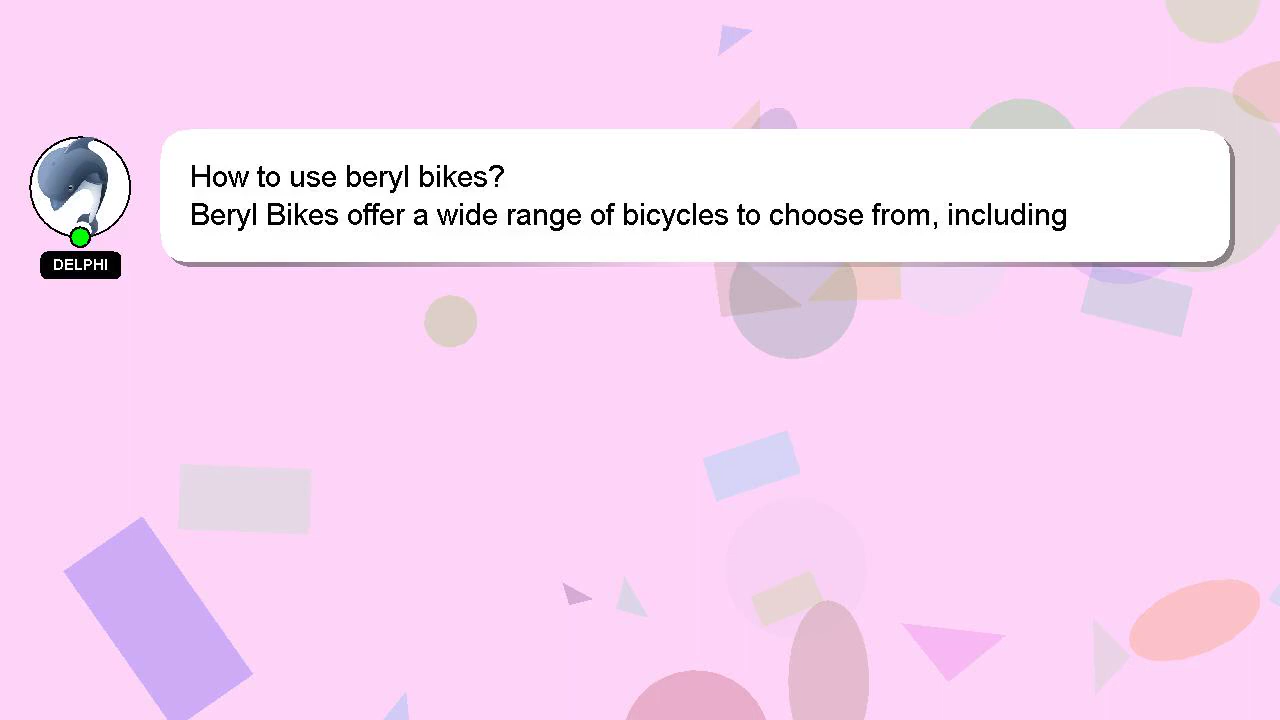 How to use beryl bikes?
Beryl Bikes offer a wide range of bicycles to choose from, including
DELPHI